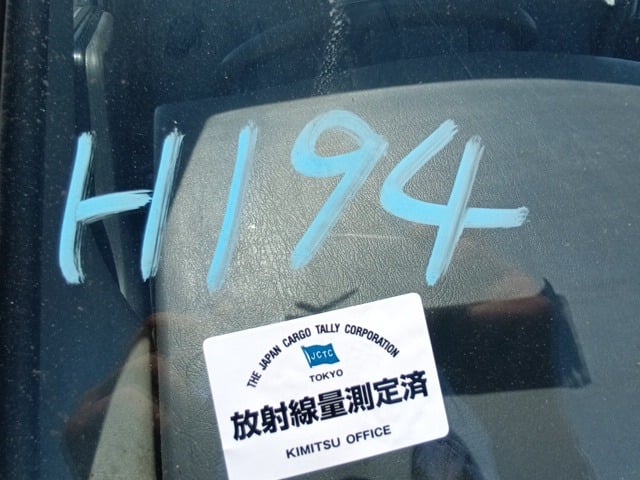 H194
THE JAPAN CARGO TALLY CORPORATION
JCTC
TOKYO
放射線量測定済
KIMITSU OFFICE